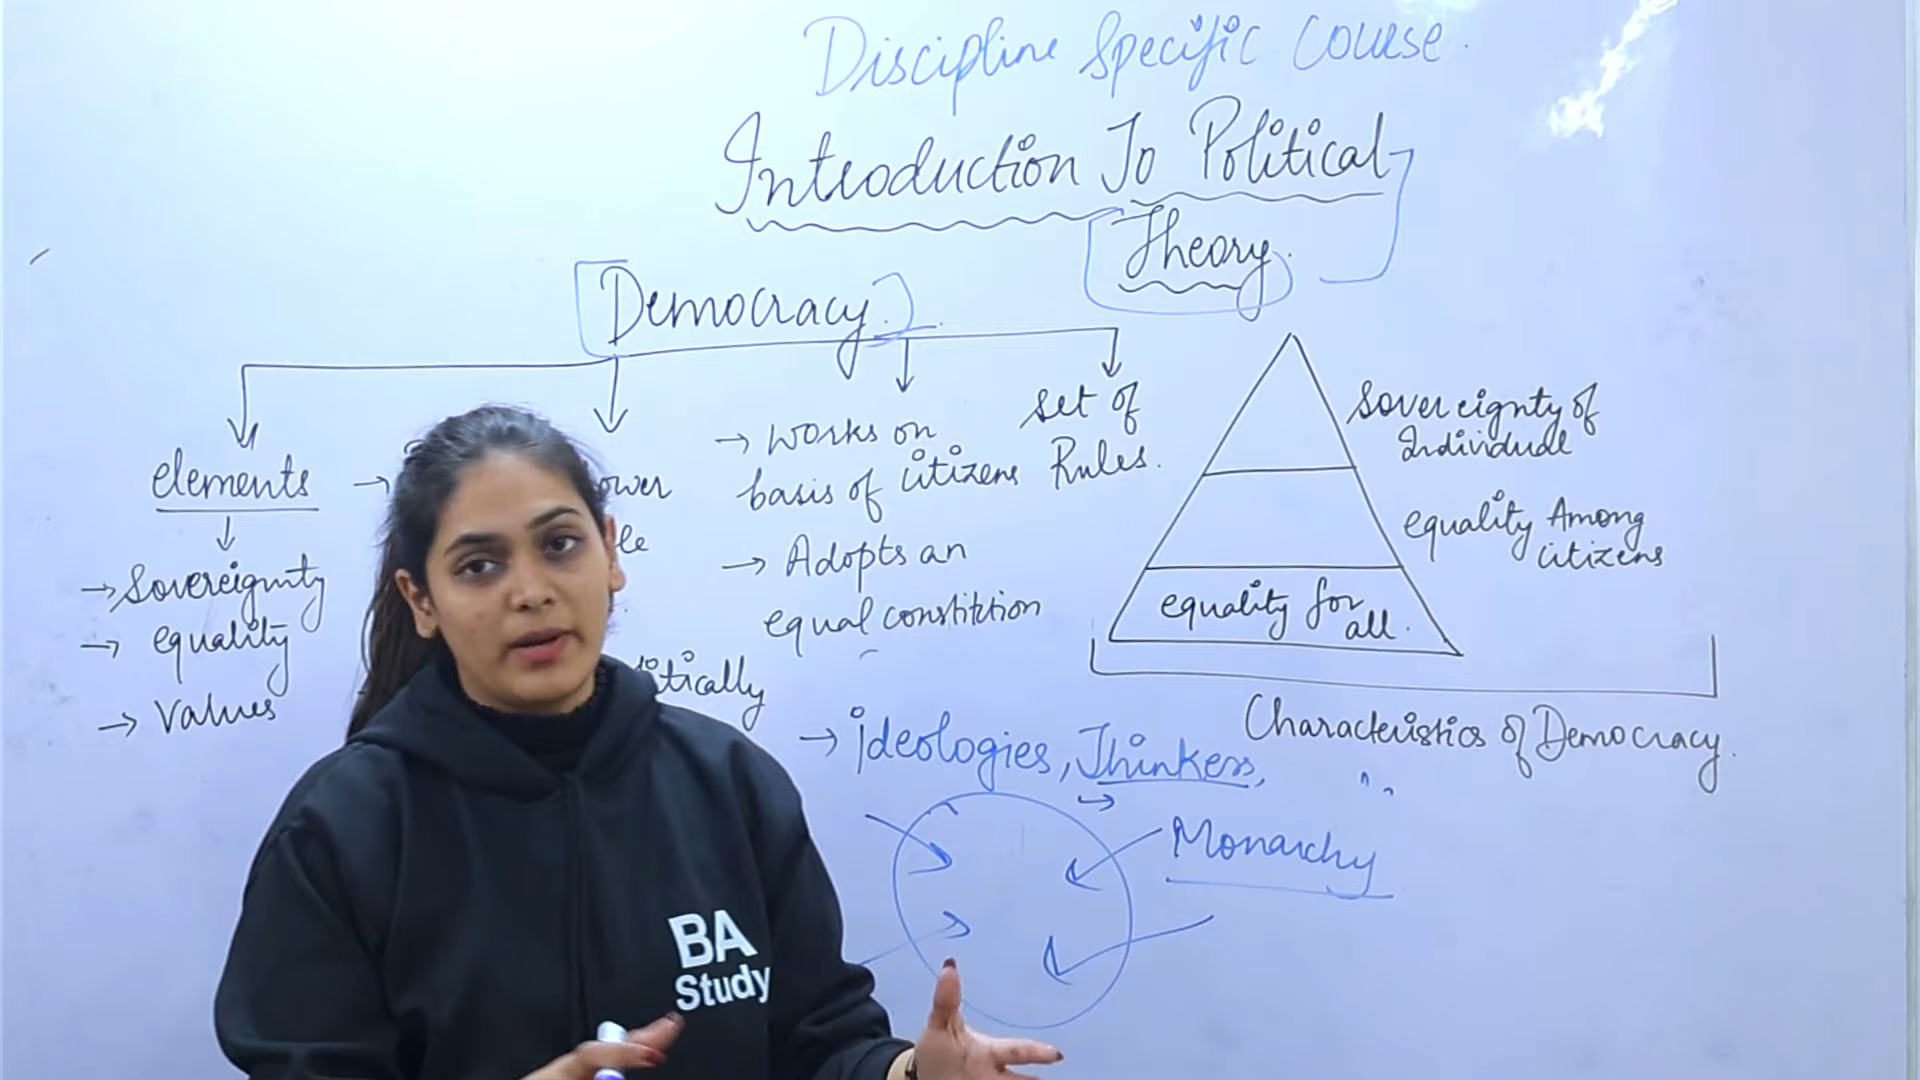 Discipline Specific Course.
Introduction To Political
Theory.
Democracy.
elements
→ Sovereignty
→ equality
→ Values
→ Works on
basis of citizens
→ Adopts an
equal constitution
set of
Rules.
Sovereignty of
Individual
equality Among
citizens
equality for
all.
Characteristics of Democracy.
→ ideologies, Thinkers,
→
Monarchy
BA
Study